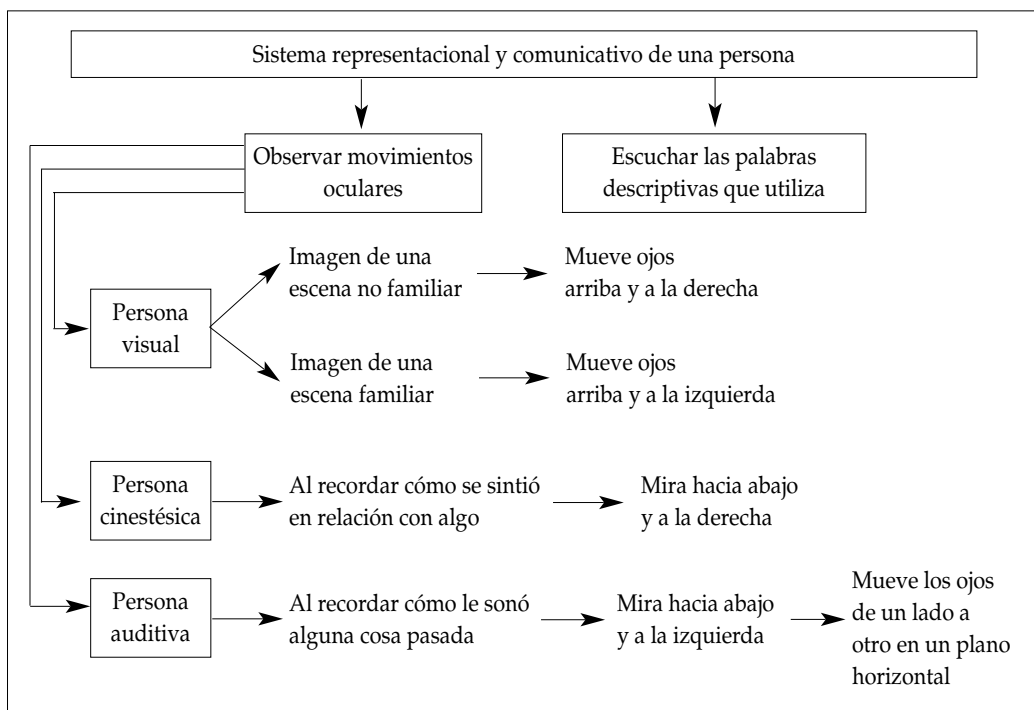 Sistema representacional y comunicativo de una persona
Observar movimientos
oculares
Escuchar las palabras
descriptivas que utiliza
Persona
visual
Imagen de una
escena no familiar
Mueve ojos
arriba y a la derecha
Imagen de una
escena familiar
Mueve ojos
arriba y a la izquierda
Persona
cinestésica
Al recordar cómo se sintió
en relación con algo
Mira hacia abajo
y a la derecha
Persona
auditiva
Al recordar cómo le sonó
alguna cosa pasada
Mira hacia abajo
y a la izquierda
Mueve los ojos
de un lado a
otro en un plano
horizontal